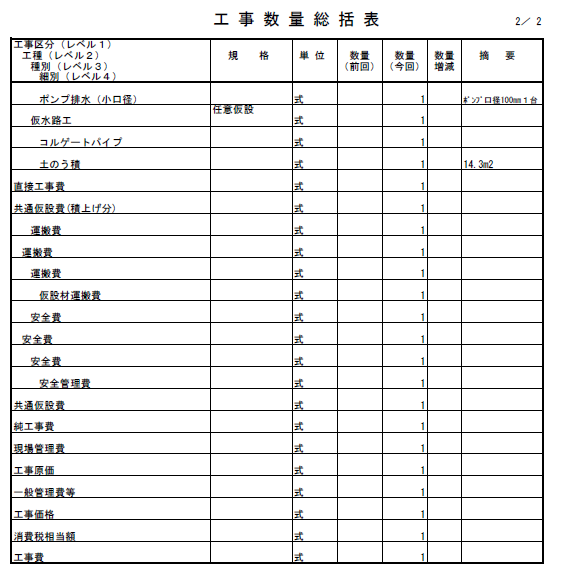 工事数量総括表
2／ 2
工事区分（レベル１）
工種（レベル２）
種別（レベル３）
細別（レベル４）
規　格
単位
数量
（前回）
数量
（今回）
数量
増減
摘　要
ポンプ排水（小口径） 式 1 ﾎﾟﾝﾌﾟ口径100mm１台
仮水路工 任意仮設 式 1
コルゲートパイプ 式 1
土のう積 式 1 14.3m2
直接工事費 式 1
共通仮設費(積上げ分) 式 1
運搬費 式 1
運搬費 式 1
運搬費 式 1
仮設材運搬費 式 1
安全費 式 1
安全費 式 1
安全費 式 1
安全管理費 式 1
共通仮設費 式 1
純工事費 式 1
現場管理費 式 1
工事原価 式 1
一般管理費等 式 1
工事価格 式 1
消費税相当額 式 1
工事費 式 1